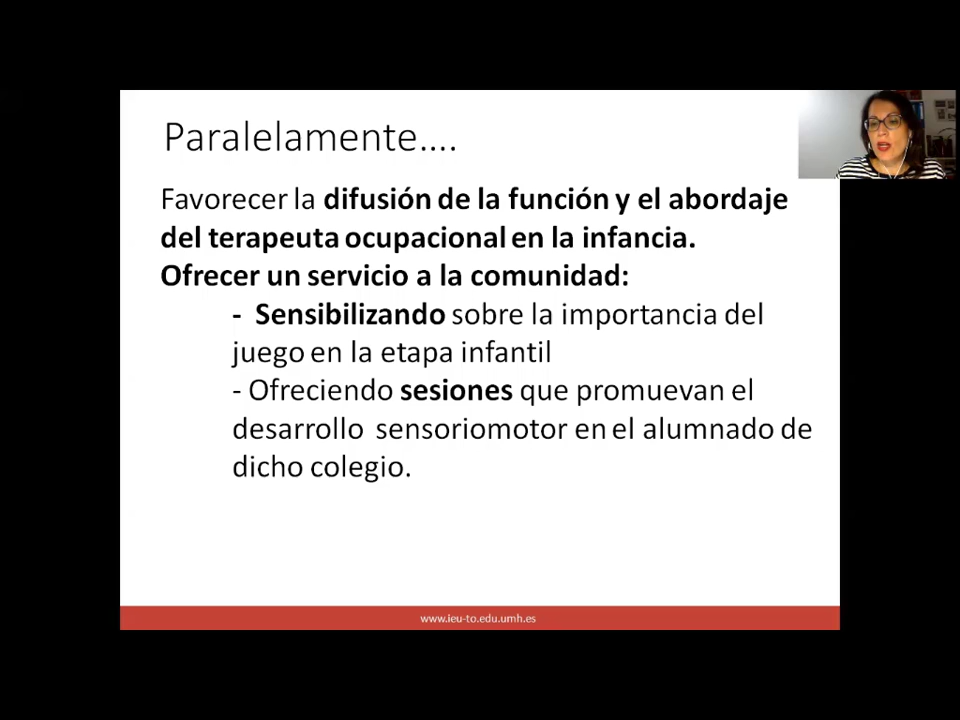 Paralelamente....
Favorecer la difusión de la función y el abordaje
del terapeuta ocupacional en la infancia.
Ofrecer un servicio a la comunidad:
- Sensibilizando sobre la importancia del
juego en la etapa infantil
- Ofreciendo sesiones que promuevan el
desarrollo sensoriomotor en el alumnado de
dicho colegio.
www.ieu-to.edu.umh.es